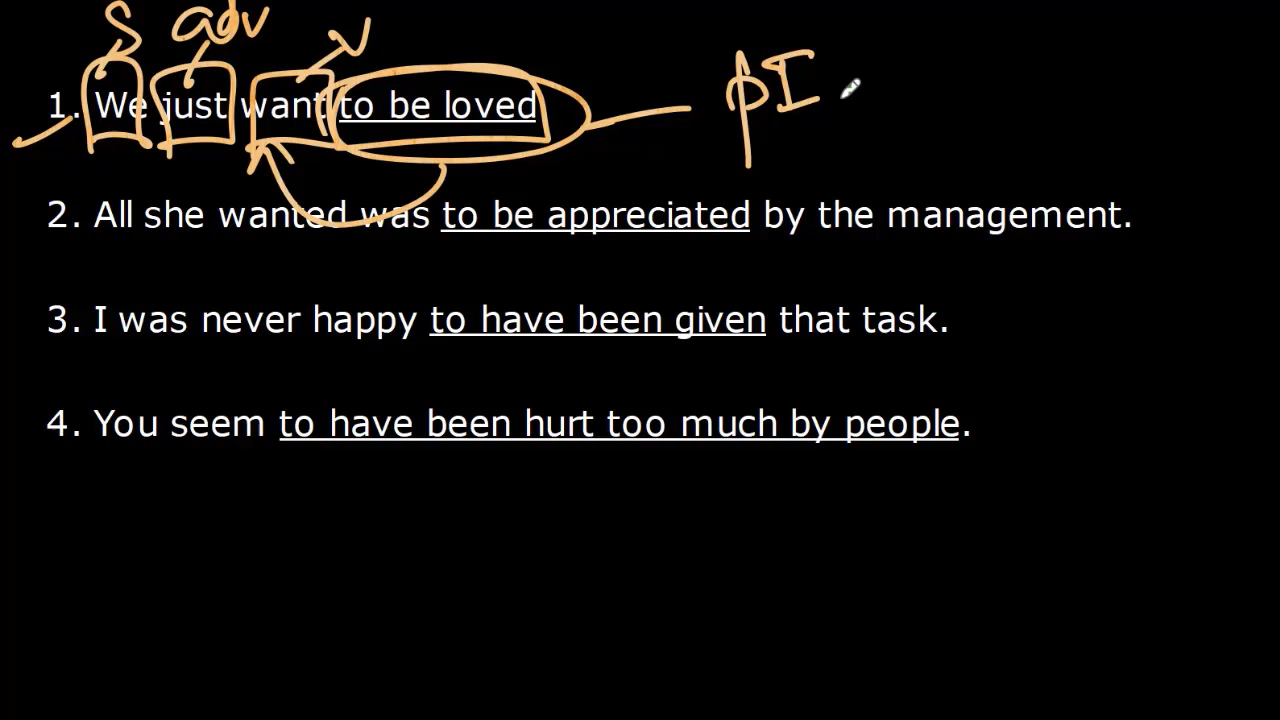 S adv V
1. We just want to be loved
PI
2. All she wanted was to be appreciated by the management.
3. I was never happy to have been given that task.
4. You seem to have been hurt too much by people.